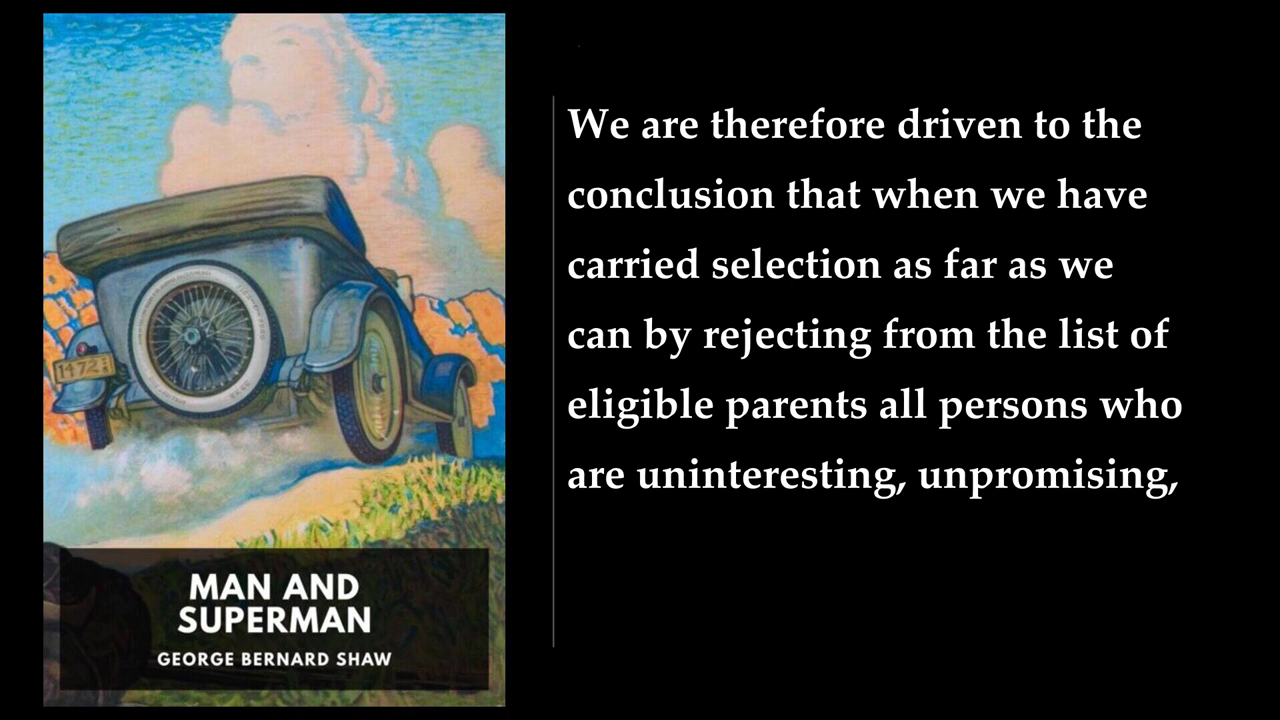 1472
MAN AND
SUPERMAN
GEORGE BERNARD SHAW
We are therefore driven to the
conclusion that when we have
carried selection as far as we
can by rejecting from the list of
eligible parents all persons who
are uninteresting, unpromising,